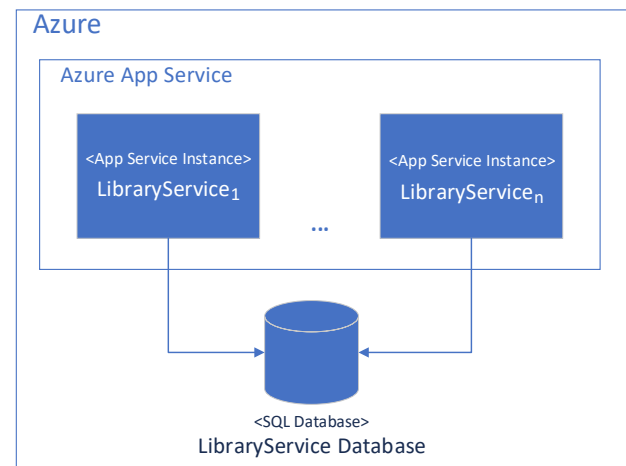 Azure
Azure App Service
<App Service Instance>
LibraryService₁
<App Service Instance>
LibraryServiceₙ
...
<SQL Database>
LibraryService Database